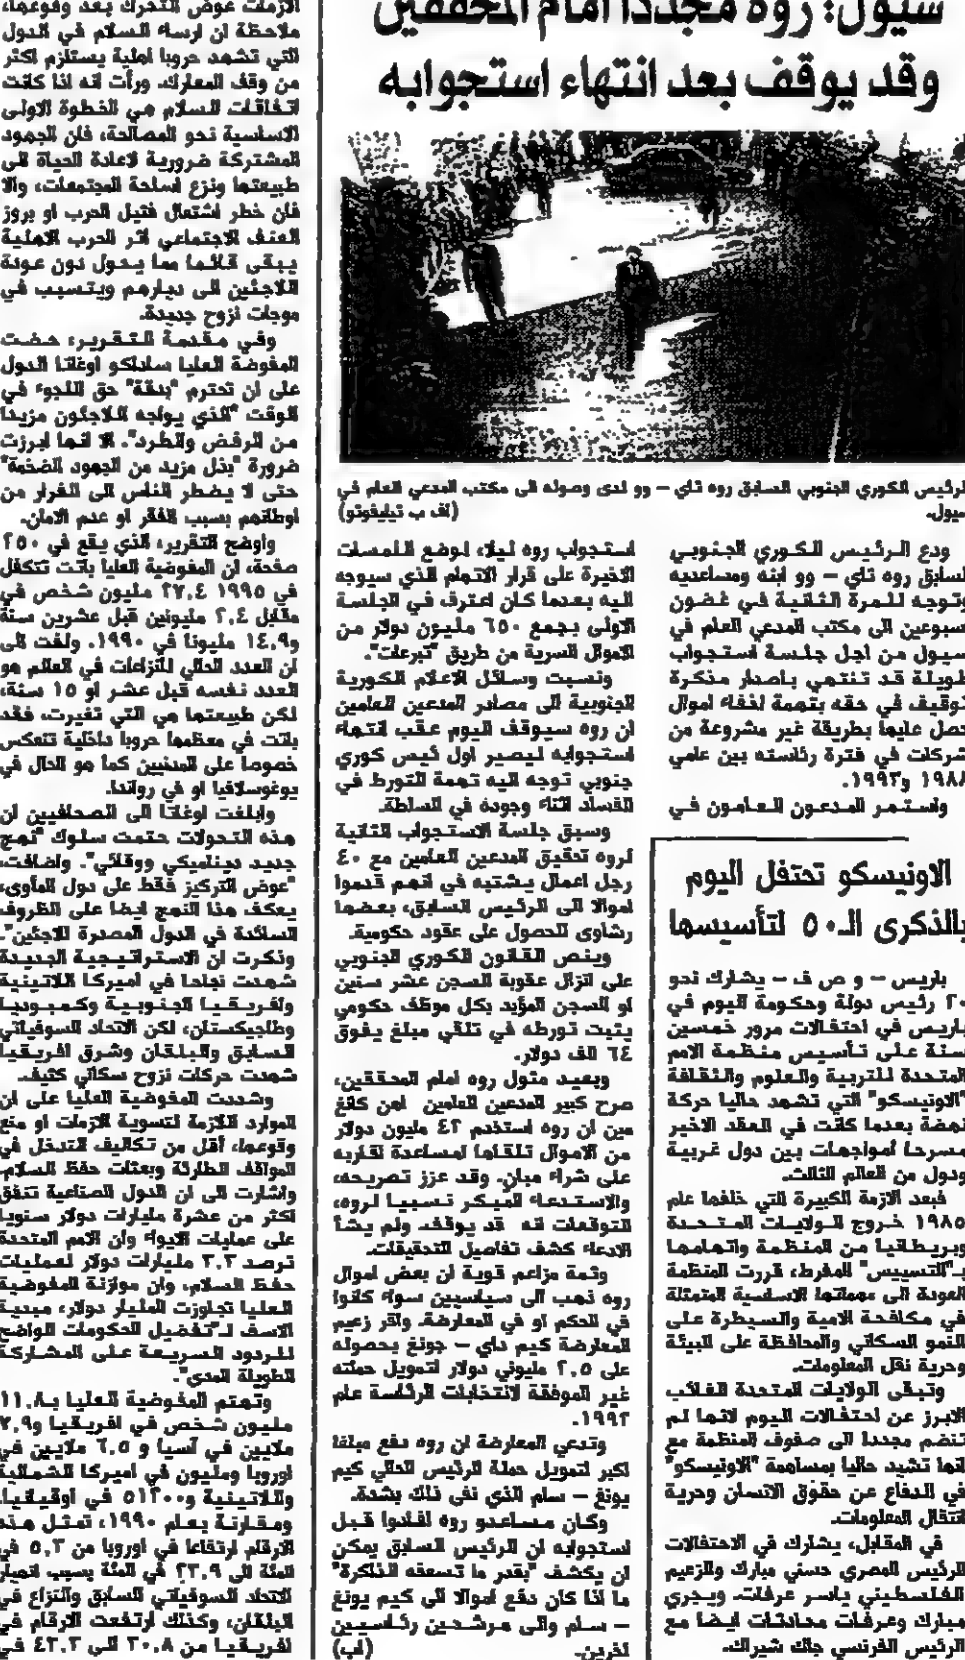 سيول: روه مجددا أمام المحققين
وقد يوقف بعد انتهاء استجوابه
الرئيس الكوري الجنوبي السابق روه تاي – وو لدى وصوله الى مكتب المدعي العام في
سيول.
(اف ب تيليفوتو)
ودع الرئيس الكوري الجنوبي
السابق روه تاي – وو ابنه ومساعديه
وتوجه للمرة الثانية في غضون
اسبوعين الى مكتب المدعي العام في
سيول من اجل جلسة استجواب
طويلة قد تنتهي باصدار مذكرة
توقيف في حقه بتهمة اخفاء اموال
حصل عليها بطريقة غير مشروعة من
شركات في فترة رئاسته بين عامي
١٩٨٨ و١٩٩٣.
واستمر المدعون العامون في
استجواب روه ليلا، لوضع اللمسات
الاخيرة على قرار الاتهام الذي سيوجه
اليه بعدما كان اعترف في الجلسة
الاولى بجمع ٦٥٠ مليون دولار من
الاموال السرية من طريق "تبرعات".
ونسبت وسائل الاعلام الكورية
الجنوبية الى مصادر المدعين العامين
ان روه سيوقف اليوم عقب انتهاء
استجوابه ليصير اول رئيس كوري
جنوبي توجه اليه تهمة التورط في
الفساد اثناء وجوده في السلطة.
وسبق جلسة الاستجواب الثانية
لروه تدقيق المدعين العامين مع ٤٠
رجل اعمال يشتبه في انهم قدموا
اموالا الى الرئيس السابق، بعضها
رشاوى للحصول على عقود حكومية.
وينص القانون الكوري الجنوبي
على انزال عقوبة السجن عشر سنين
او السجن المؤبد بكل موظف حكومي
يثبت تورطه في تلقي مبلغ يفوق
٦٤ الف دولار.
وبعيد مثول روه امام المحققين،
صرح كبير المدعين العامين اهن كانغ
مين ان روه استخدم ٤٢ مليون دولار
من الاموال تلقاها لمساعدة اقاربه
على شراء مبان. وقد عزز تصريحه،
والاستدعاء المبكر نسبيا لروه،
التوقعات انه قد يوقف. ولم يشأ
الادعاء كشف تفاصيل التحقيقات.
وثمة مزاعم قوية ان بعض اموال
روه ذهب الى سياسيين سواء كانوا
في الحكم او في المعارضة. واقر زعيم
المعارضة كيم داي – جونغ بحصوله
على ٢،٥ مليوني دولار لتمويل حملته
غير الموفقة لانتخابات الرئاسة عام
١٩٩٢.
وتدعي المعارضة ان روه دفع مبلغا
اكبر لتمويل حملة الرئيس الحالي كيم
يونغ – سام الذي نفى ذلك بشدة.
وكان مساعدو روه افادوا قبل
استجوابه ان الرئيس السابق يمكن
ان يكشف "بقدر ما تسعفه الذاكرة"
ما اذا كان دفع اموالا الى كيم يونغ
– سام والى مرشحين رئاسيين
آخرين.
(اب)
الاونيسكو تحتفل اليوم
بالذكرى الـ٥٠ لتأسيسها
باريس – و ص ف – يشارك نحو
٢٠ رئيس دولة وحكومة اليوم في
باريس في احتفالات مرور خمسين
سنة على تأسيس منظمة الامم
المتحدة للتربية والعلوم والثقافة
"الاونيسكو" التي تشهد حاليا حركة
نهضة بعدما كانت في العقد الاخير
مسرحا لمواجهات بين دول غربية
ودول من العالم الثالث.
فبعد الازمة الكبيرة التي خلفها عام
١٩٨٥ خروج الولايات المتحدة
وبريطانيا من المنظمة واتهامها
بـ"التسييس" المفرط، قررت المنظمة
العودة الى مهماتها الاساسية المتمثلة
في مكافحة الامية والسيطرة على
النمو السكاني والمحافظة على البيئة
وحرية نقل المعلومات.
وتبقى الولايات المتحدة الغائب
الابرز عن احتفالات اليوم لانها لم
تنضم مجددا الى صفوف المنظمة مع
انها تشيد حاليا بمساهمة "الاونيسكو"
في الدفاع عن حقوق الانسان وحرية
انتقال المعلومات.
في المقابل، يشارك في الاحتفالات
الرئيس المصري حسني مبارك والزعيم
الفلسطيني ياسر عرفات. ويجري
مبارك وعرفات محادثات ايضا مع
الرئيس الفرنسي جاك شيراك.
الازمات عوض التحرك بعد وقوعها،
ملاحظة ان ارساء السلام في الدول
التي تشهد حروبا اهلية يستلزم اكثر
من وقف المعارك. ورأت انه اذا كانت
اتفاقات السلام هي الخطوة الاولى
الاساسية نحو المصالحة، فان الجهود
المشتركة ضرورية لاعادة الحياة الى
طبيعتها ونزع اسلحة المجتمعات، والا
فان خطر اشتعال فتيل الحرب او بروز
العنف الاجتماعي اثر الحرب الاهلية
يبقى قائما مما يحول دون عودة
اللاجئين الى ديارهم ويتسبب في
موجات نزوح جديدة.
وفي مقدمة التقرير، حضت
المفوضة العليا ساداكو اوغاتا الدول
على ان تحترم "بدقة" حق اللجوء في
الوقت "الذي يواجه اللاجئون مزيدا
من الرفض والطرد". الا انها ابرزت
ضرورة "بذل مزيد من الجهود الضخمة"
حتى لا يضطر الناس الى الفرار من
اوطانهم بسبب الفقر او عدم الامان.
واوضح التقرير، الذي يقع في ٢٥٠
صفحة، ان المفوضية العليا باتت تتكفل
في ١٩٩٥ ٢٧،٤ مليون شخص في
مقابل ٢،٤ مليونين قبل عشرين سنة
و١٤،٩ مليونا في ١٩٩٠. ولفت الى
ان العدد الحالي للنزاعات في العالم هو
العدد نفسه قبل عشر او ١٥ سنة،
لكن طبيعتها هي التي تغيرت، فقد
باتت في معظمها حروبا داخلية تنعكس
خصوصا على المدنيين كما هو الحال في
يوغوسلافيا او في رواندا.
وابلغت اوغاتا الى الصحافيين ان
هذه التحولات حتمت سلوك "نهج
جديد ديناميكي ووقائي". واضافت:
"عوض التركيز فقط على دول المأوى،
يعكف هذا النهج ايضا على الظروف
السائدة في الدول المصدرة للاجئين".
وذكرت ان الاستراتيجية الجديدة
شهدت نجاحا في اميركا اللاتينية
وافريقيا الجنوبية وكمبوديا
وطاجيكستان، لكن الاتحاد السوفياتي
السابق والبلقان وشرق افريقيا
شهدت حركات نزوح سكاني كثيف.
وشددت المفوضية العليا على ان
الموارد اللازمة لتسوية الازمات او منع
وقوعها، أقل من تكاليف التدخل في
المواقف الطارئة وبعثات حفظ السلام.
واشارت الى ان الدول الصناعية تنفق
اكثر من عشرة مليارات دولار سنويا
على عمليات الايواء وان الامم المتحدة
ترصد ٣،٣ مليارات دولار لعمليات
حفظ السلام، وان موازنة المفوضية
العليا تجاوزت المليار دولار، مبدية
الاسف لـ"تفضيل الحكومات الواضح
للردود السريعة على المشاركة
الطويلة المدى".
وتهتم المفوضية العليا بـ١١،٨
مليون شخص في افريقيا و٧،٩
ملايين في آسيا و ٦،٥ ملايين في
اوروبا ومليون في اميركا الشمالية
واللاتينية و٥١٢٠٠ في اوقيانيا.
ومقارنة بعام ١٩٩٠، تمثل هذه
الارقام ارتفاعا في اوروبا من ٥،٣ في
المئة الى ٢٣،٩ في المئة بسبب انهيار
الاتحاد السوفياتي السابق والنزاع في
البلقان، وكذلك ارتفعت الارقام في
افريقيا من ٣٠،٨ الى ٤٣،٣ في